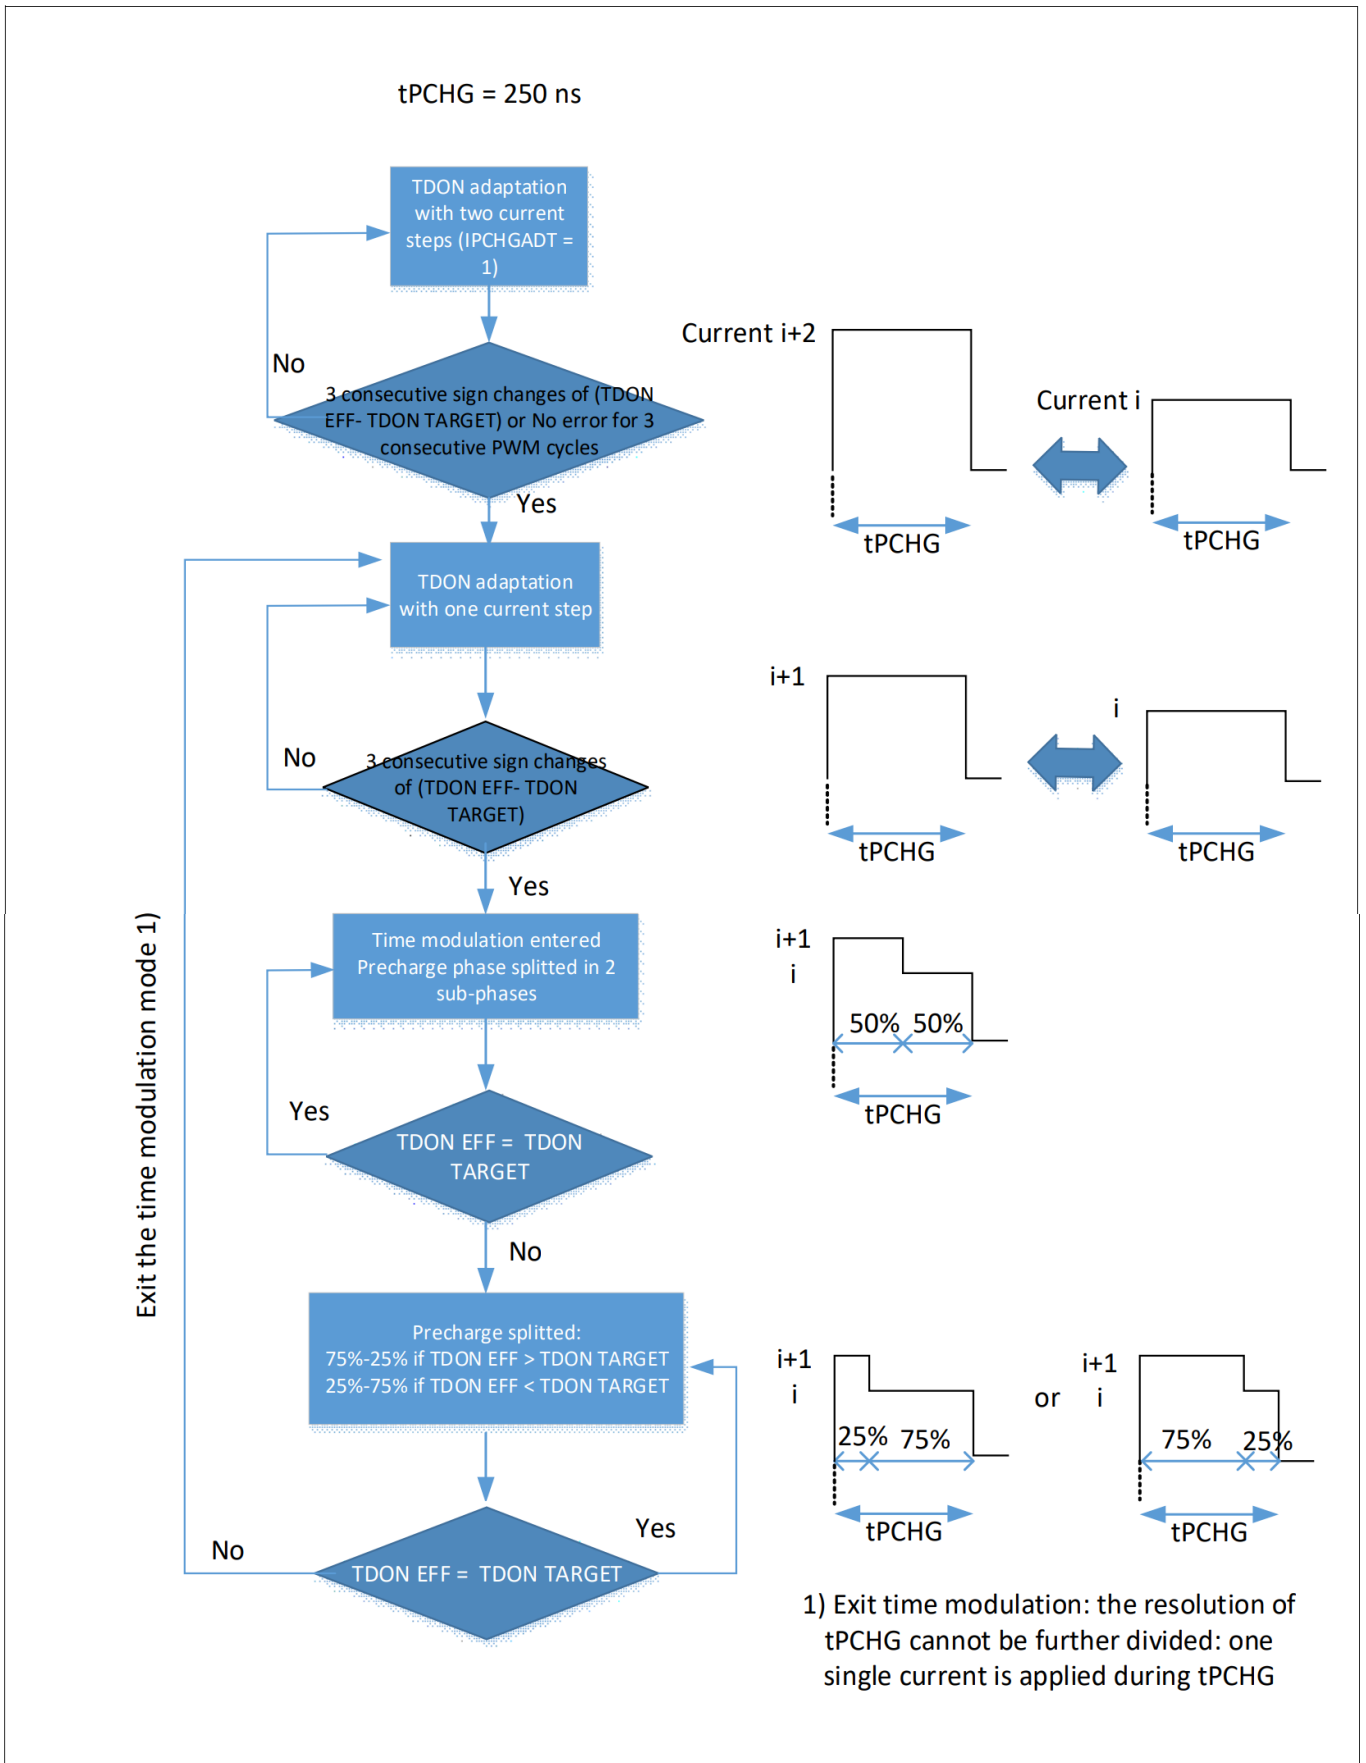 tPCHG = 250 ns
TDON adaptation
with two current
steps (IPCHGADT =
1)
No
3 consecutive sign changes of (TDON
EFF- TDON TARGET) or No error for 3
consecutive PWM cycles
Yes
Current i+2
Current i
tPCHG
tPCHG
TDON adaptation
with one current step
No
3 consecutive sign changes
of (TDON EFF- TDON
TARGET)
Yes
i+1
i
tPCHG
tPCHG
Exit the time modulation mode 1)
Time modulation entered
Precharge phase splitted in 2
sub-phases
i+1
i
50%
50%
tPCHG
Yes
TDON EFF = TDON
TARGET
No
Precharge splitted:
75%-25% if TDON EFF > TDON TARGET
25%-75% if TDON EFF < TDON TARGET
i+1
i
25%
75%
tPCHG
or
i+1
i
75%
25%
tPCHG
No
Yes
TDON EFF = TDON TARGET
1) Exit time modulation: the resolution of
tPCHG cannot be further divided: one
single current is applied during tPCHG